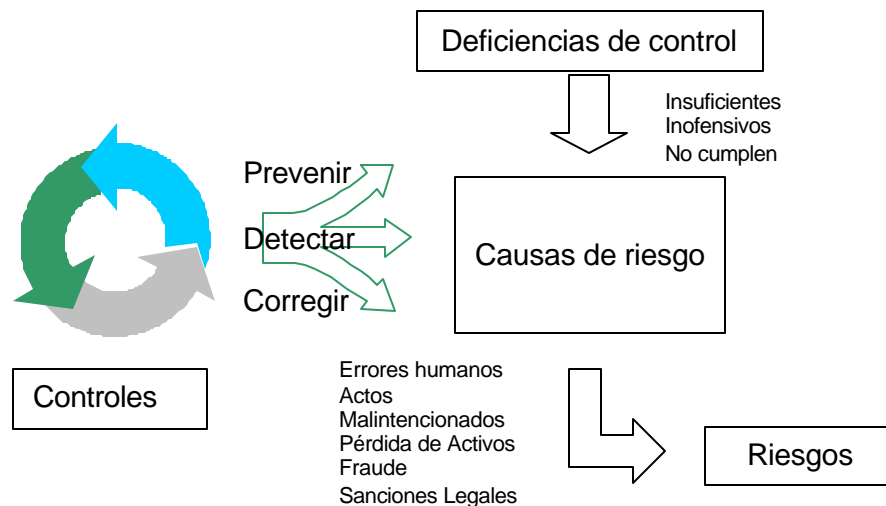 Deficiencias de control
Insuficientes
Inofensivos
No cumplen
Prevenir
Detectar
Corregir
Causas de riesgo
Controles
Errores humanos
Actos
Malintencionados
Pérdida de Activos
Fraude
Sanciones Legales
Riesgos